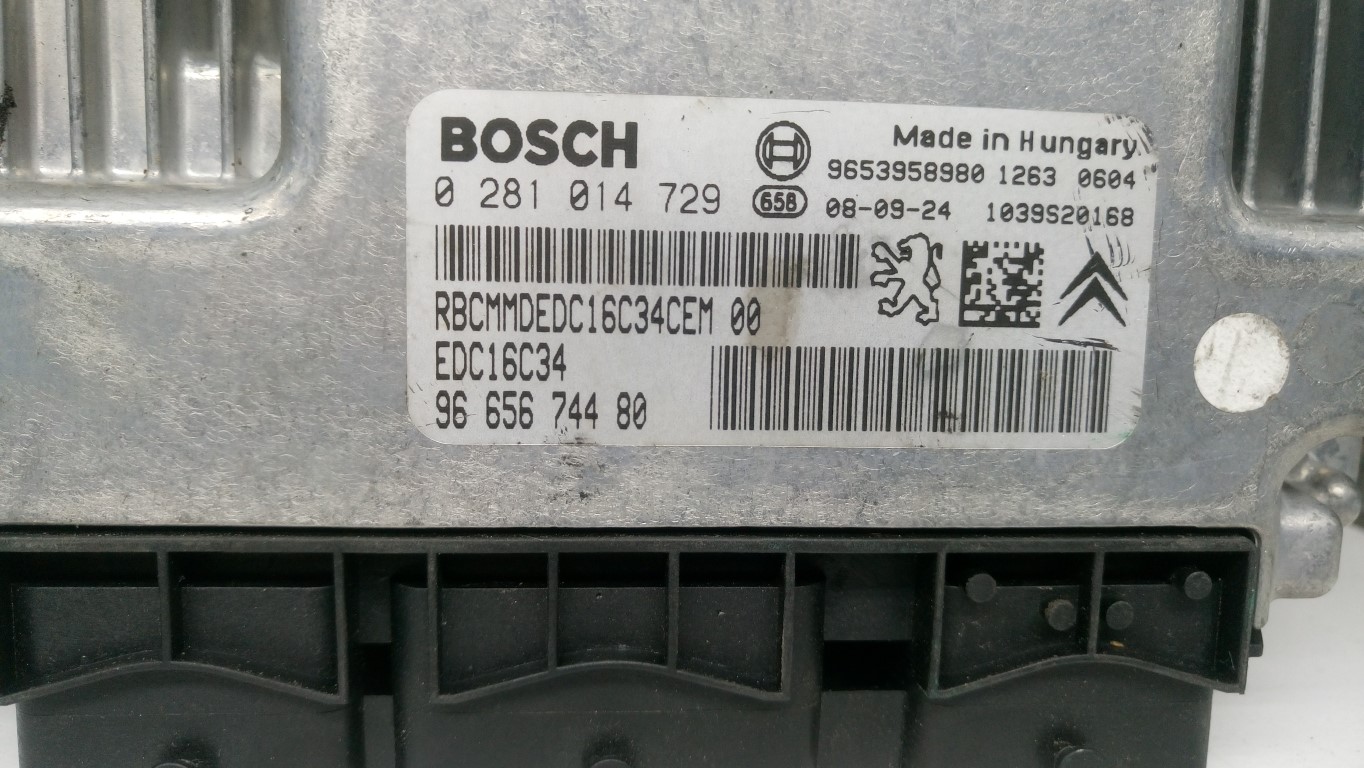 BOSCH
Made in Hungary
9653958980 1263 0604
0 281 014 729
658
08-09-24 1039S20168
RBCMMDEDC16C34CEM 00
EDC16C34
96 656 744 80